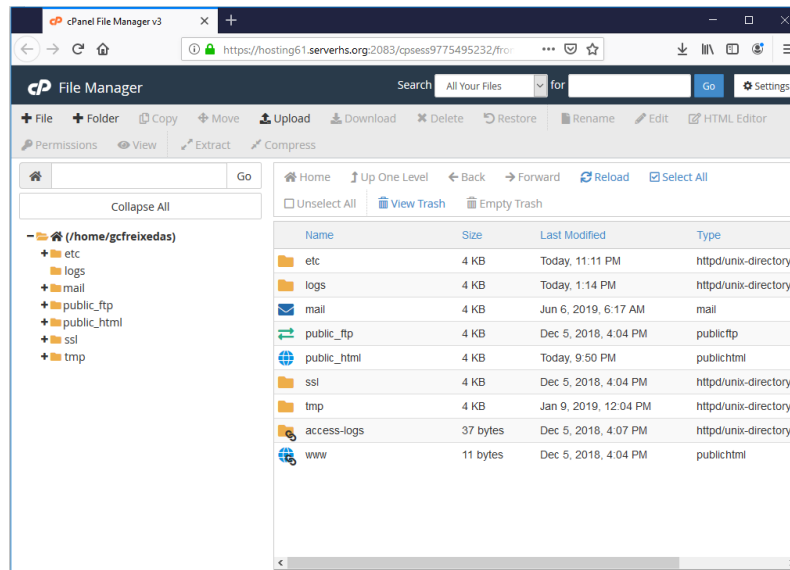 cP cPanel File Manager v3
https://hosting61.serverhs.org:2083/cpsess9775495232/fror
cP File Manager Search All Your Files for Go Settings
File Folder Copy Move Upload Download Delete Restore Rename Edit HTML Editor
Permissions View Extract Compress
Go Home Up One Level Back Forward Reload Select All
Collapse All Unselect All View Trash Empty Trash
(/home/gcfreixedas)
etc
logs
mail
public_ftp
public_html
ssl
tmp
Name Size Last Modified Type
etc 4 KB Today, 11:11 PM httpd/unix-directory
logs 4 KB Today, 1:14 PM httpd/unix-directory
mail 4 KB Jun 6, 2019, 6:17 AM mail
public_ftp 4 KB Dec 5, 2018, 4:04 PM publicftp
public_html 4 KB Today, 9:50 PM publichtml
ssl 4 KB Dec 5, 2018, 4:04 PM httpd/unix-directory
tmp 4 KB Jan 9, 2019, 12:04 PM httpd/unix-directory
access-logs 37 bytes Dec 5, 2018, 4:07 PM httpd/unix-directory
www 11 bytes Dec 5, 2018, 4:04 PM publichtml